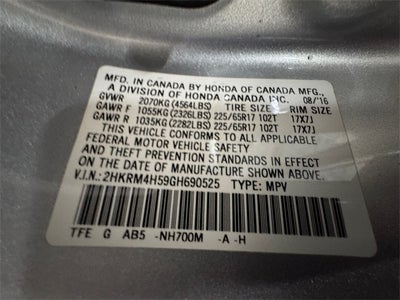 MFD. IN CANADA BY HONDA OF CANADA MFG.,
A DIVISION OF HONDA CANADA INC. 08/'16
GVWR 2070KG(4564LBS) TIRE SIZE RIM SIZE
GAWR F 1055KG(2326LBS) 225/65R17 102T 17X7J
GAWR R 1035KG(2282LBS) 225/65R17 102T 17X7J
THIS VEHICLE CONFORMS TO ALL APPLICABLE
FEDERAL MOTOR VEHICLE SAFETY
STANDARDS IN EFFECT ON THE
DATE OF MANUFACTURE SHOWN ABOVE.
V.I.N.: 2HKRM4H59GH690525 TYPE: MPV
TFE G AB5 -NH700M -A -H